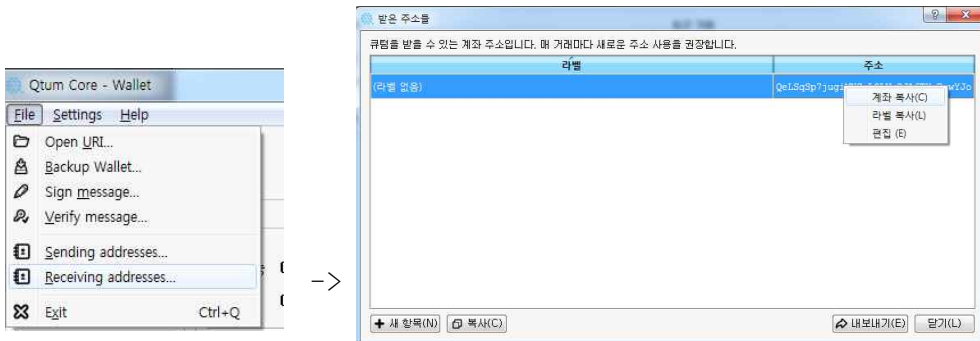 Qtum Core - Wallet
File Settings Help
Open URI...
Backup Wallet...
Sign message...
Verify message...
Sending addresses...
Receiving addresses...
Exit Ctrl+Q
->
받은 주소들
큐텀을 받을 수 있는 계좌 주소입니다. 매 거래마다 새로운 주소 사용을 권장합니다.
라벨 주소
(라벨 없음)
계좌 복사(C)
라벨 복사(L)
편집 (E)
새 항목(N) 복사(C) 내보내기(E) 닫기(L)